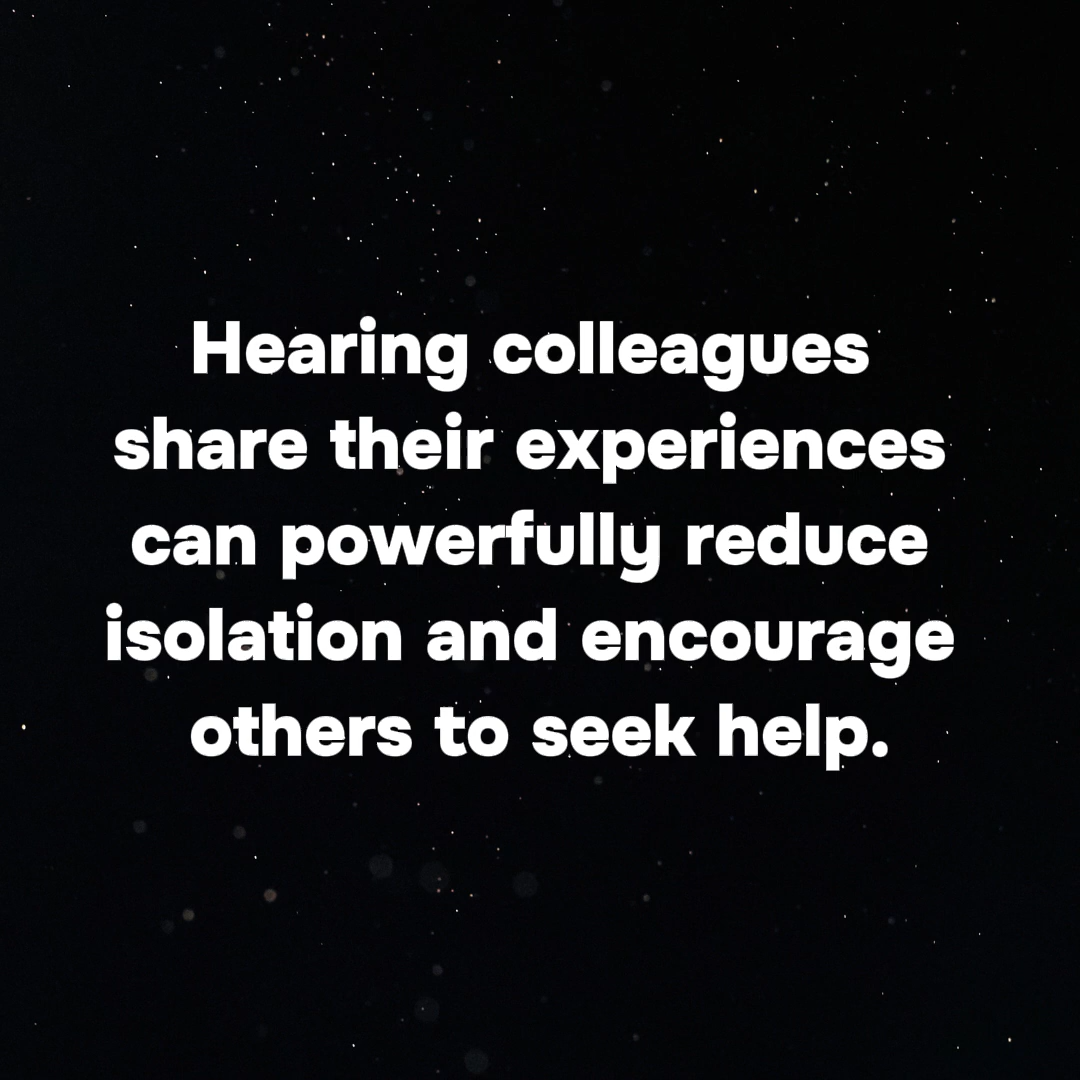 Hearing colleagues
share their experiences
can powerfully reduce
isolation and encourage
others to seek help.